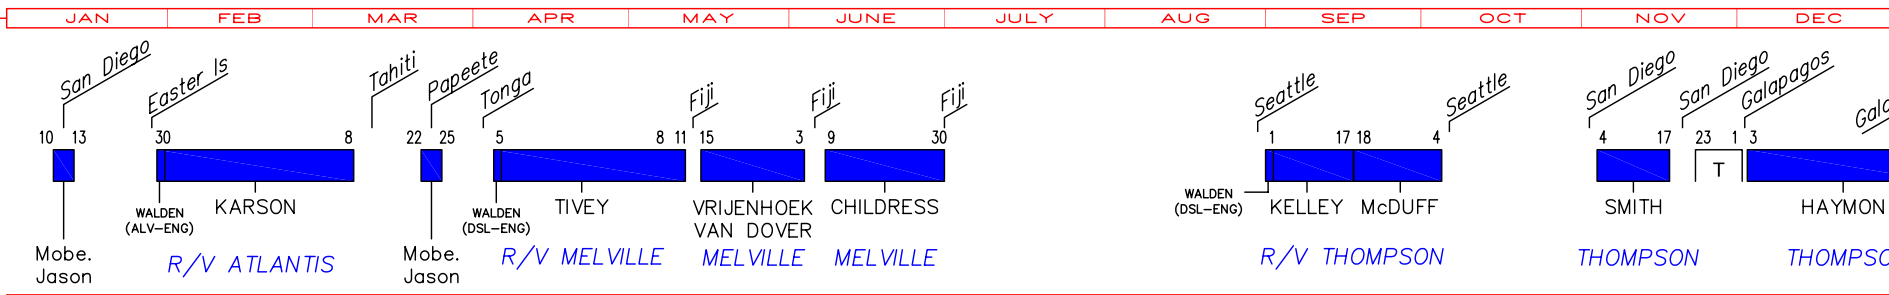 JAN FEB MAR APR MAY JUNE JULY AUG SEP OCT NOV DEC
San Diego Easter Is Tahiti Papeete Tonga Fiji Fiji Fiji Seattle Seattle San Diego San Diego Galapagos Gala
10 13 30 8 22 25 5 8 11 15 3 9 30 1 17 18 4 4 17 23 1 3
T
WALDEN (ALV-ENG) KARSON WALDEN (DSL-ENG) TIVEY VRIJENHOEK VAN DOVER CHILDRESS WALDEN (DSL-ENG) KELLEY McDUFF SMITH HAYMON
Mobe. Jason R/V ATLANTIS Mobe. Jason R/V MELVILLE MELVILLE MELVILLE R/V THOMPSON THOMPSON THOMPSO